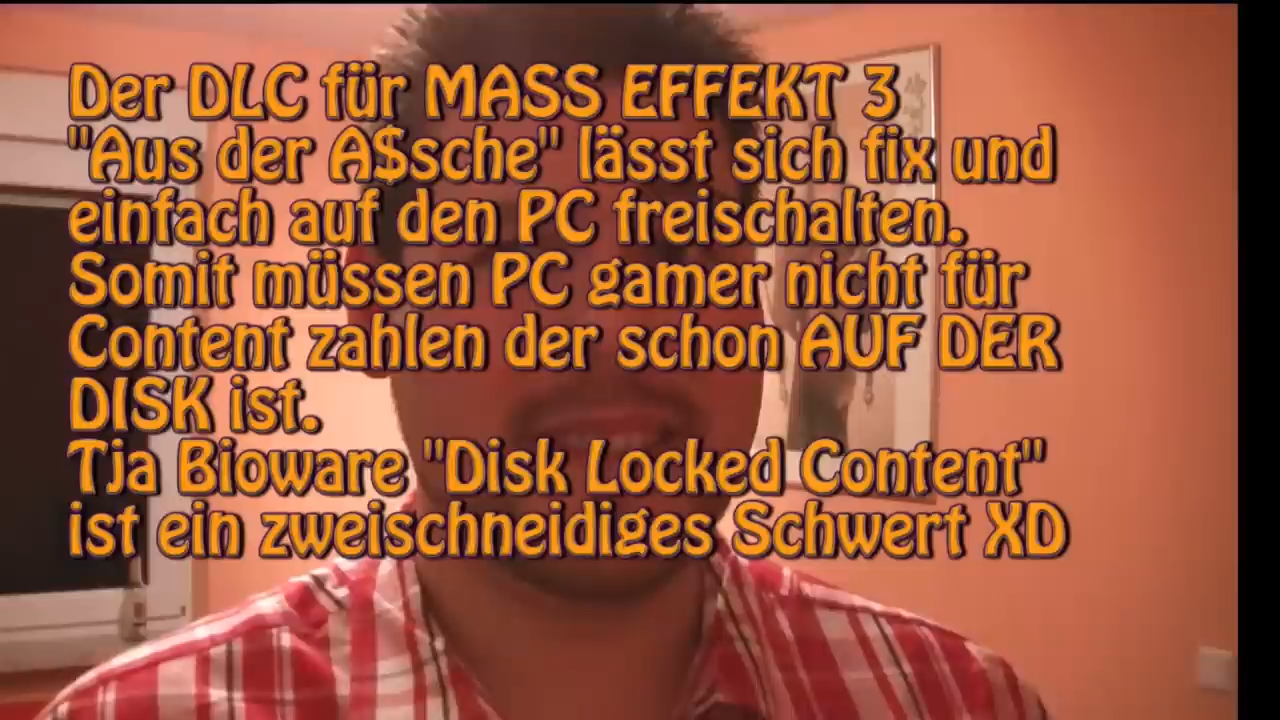 Der DLC für MASS EFFEKT 3
"Aus der A$sche" lässt sich fix und
einfach auf den PC freischalten.
Somit müssen PC gamer nicht für
Content zahlen der schon AUF DER
DISK ist.
Tja Bioware "Disk Locked Content"
ist ein zweischneidiges Schwert XD